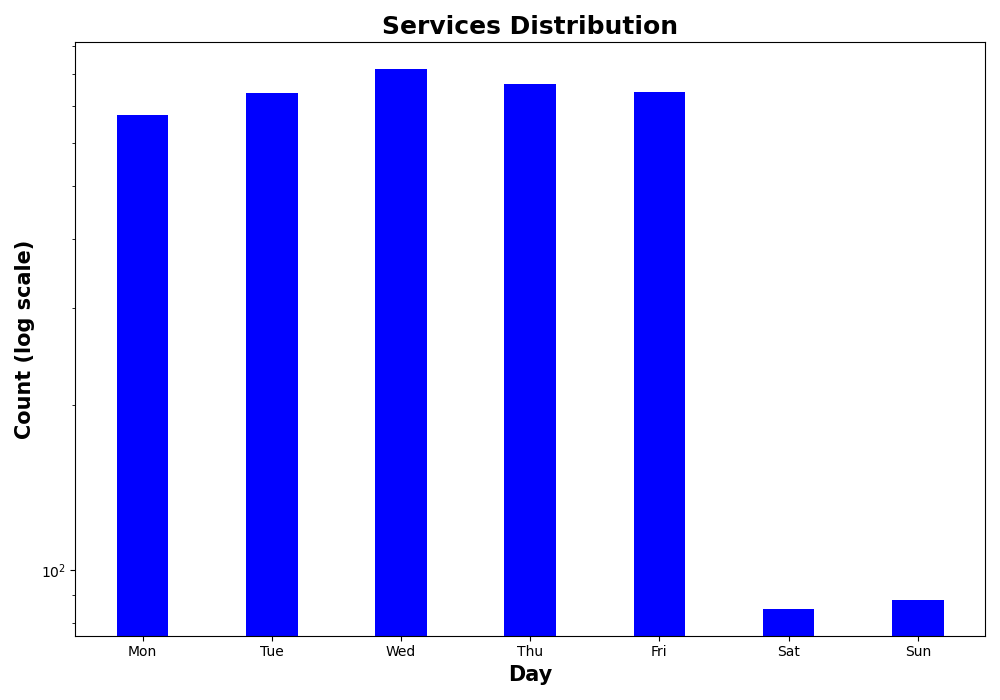 Services Distribution
Count (log scale)
10²
Mon Tue Wed Thu Fri Sat Sun
Day